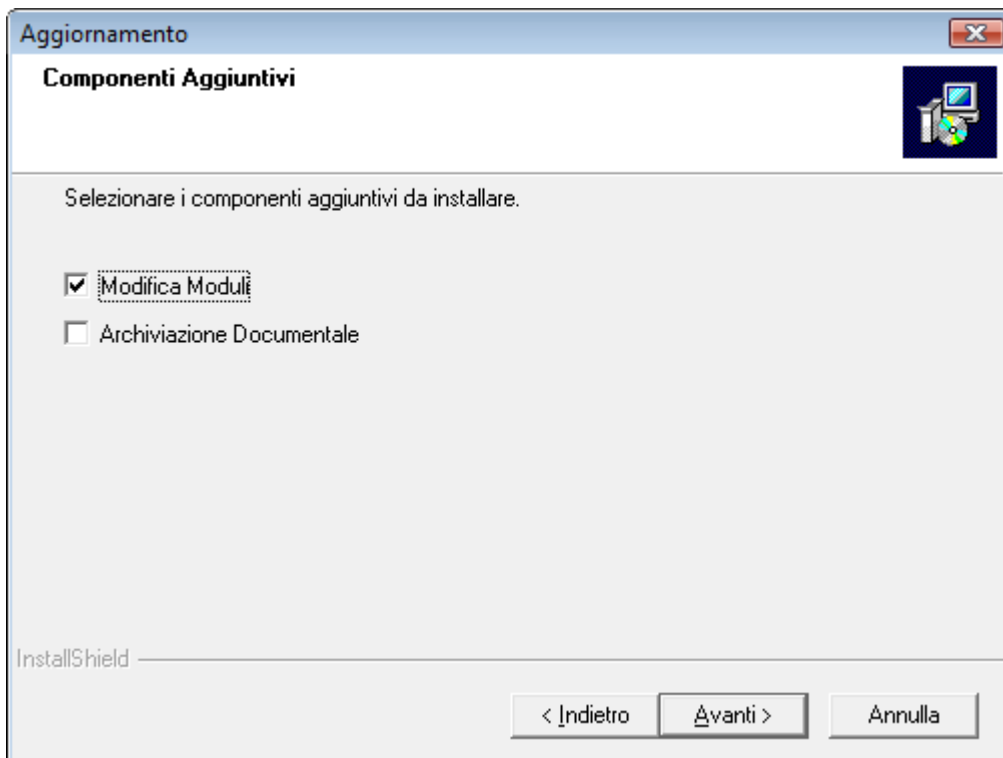 Aggiornamento
Componenti Aggiuntivi
Selezionare i componenti aggiuntivi da installare.
Modifica Moduli
Archiviazione Documentale
InstallShield
< Indietro
Avanti >
Annulla